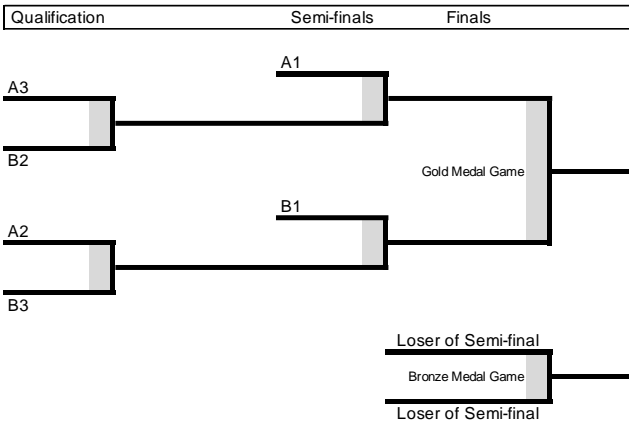 Qualification Semi-finals Finals
A1
A3
B2
Gold Medal Game
B1
A2
B3
Loser of Semi-final
Bronze Medal Game
Loser of Semi-final